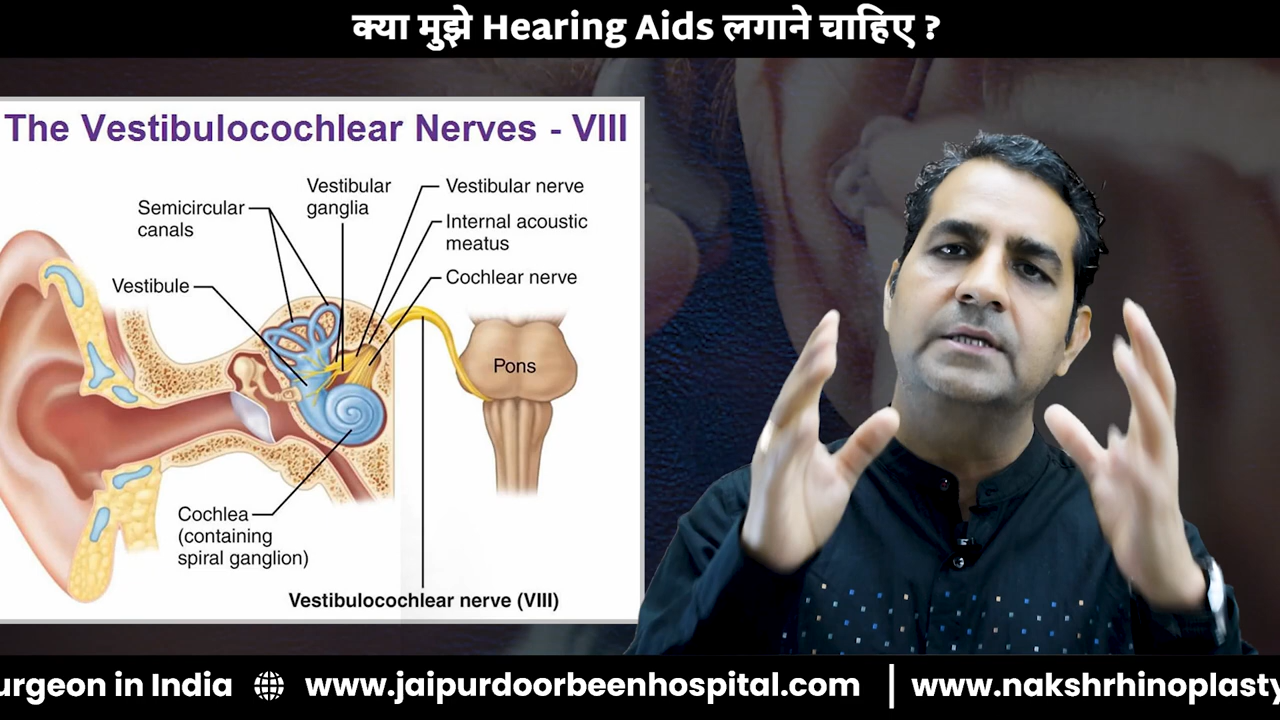 क्या मुझे Hearing Aids लगाने चाहिए ?
The Vestibulocochlear Nerves - VIII
Vestibular
ganglia
Vestibular nerve
Semicircular
canals
Internal acoustic
meatus
Cochlear nerve
Vestibule
Pons
Cochlea
(containing
spiral ganglion)
Vestibulocochlear nerve (VIII)
urgeon in India www.jaipurdoorbeenhospital.com | www.nakshrhinoplasty